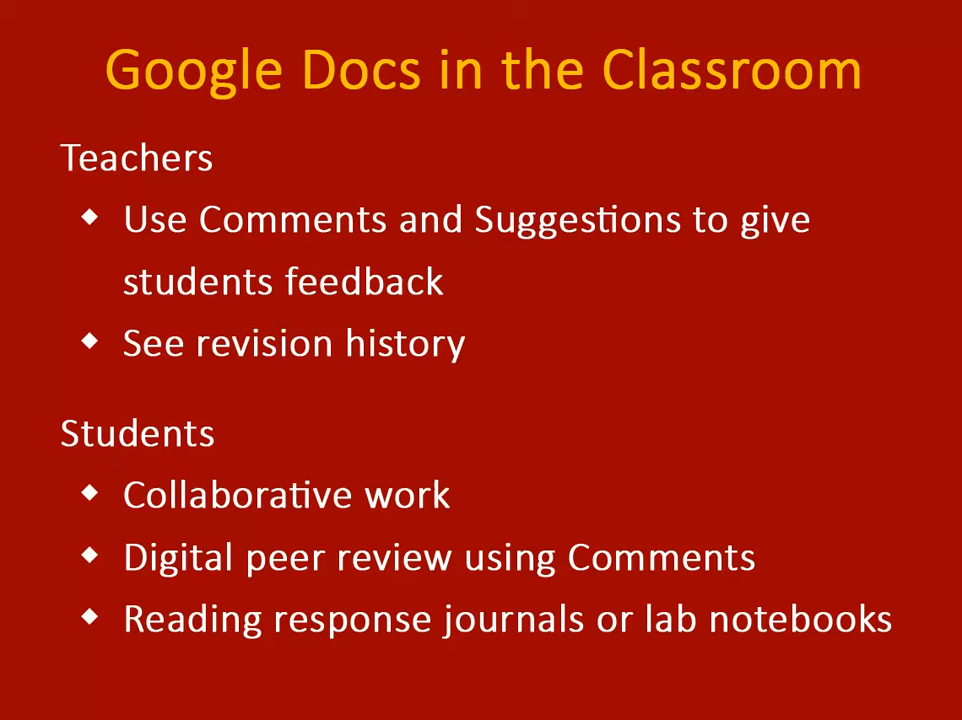 Google Docs in the Classroom
Teachers
◆ Use Comments and Suggestions to give
students feedback
◆ See revision history
Students
◆ Collaborative work
◆ Digital peer review using Comments
◆ Reading response journals or lab notebooks